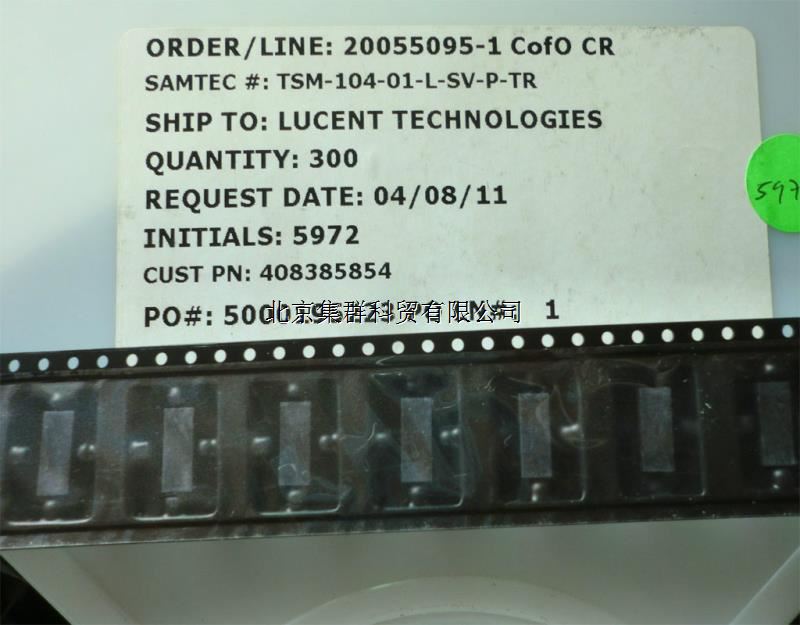 ORDER/LINE: 20055095-1 CofO CR
SAMTEC #: TSM-104-01-L-SV-P-TR
SHIP TO: LUCENT TECHNOLOGIES
QUANTITY: 300
REQUEST DATE: 04/08/11
597
INITIALS: 5972
CUST PN: 408385854
PO#: 1
北京集群科贸有限公司